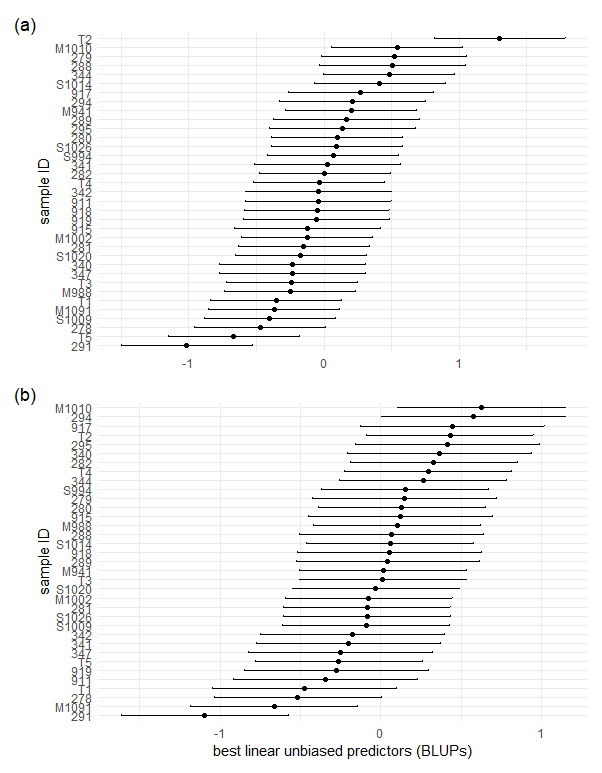 (a)
T2
M1010
279
288
344
S1014
917
294
M941
289
295
280
S1026
S994
341
282
T4
342
911
918
919
915
M1002
281
S1020
340
347
T3
M988
T1
M1091
S1009
278
T5
291
sample ID
-1
0
1
(b)
M1010
294
917
T2
295
340
282
T4
344
S994
279
280
915
M988
288
S1014
918
289
M941
T3
S1020
M1002
281
S1026
S1009
342
341
347
T5
919
911
T1
278
M1091
291
sample ID
-1
0
1
best linear unbiased predictors (BLUPs)